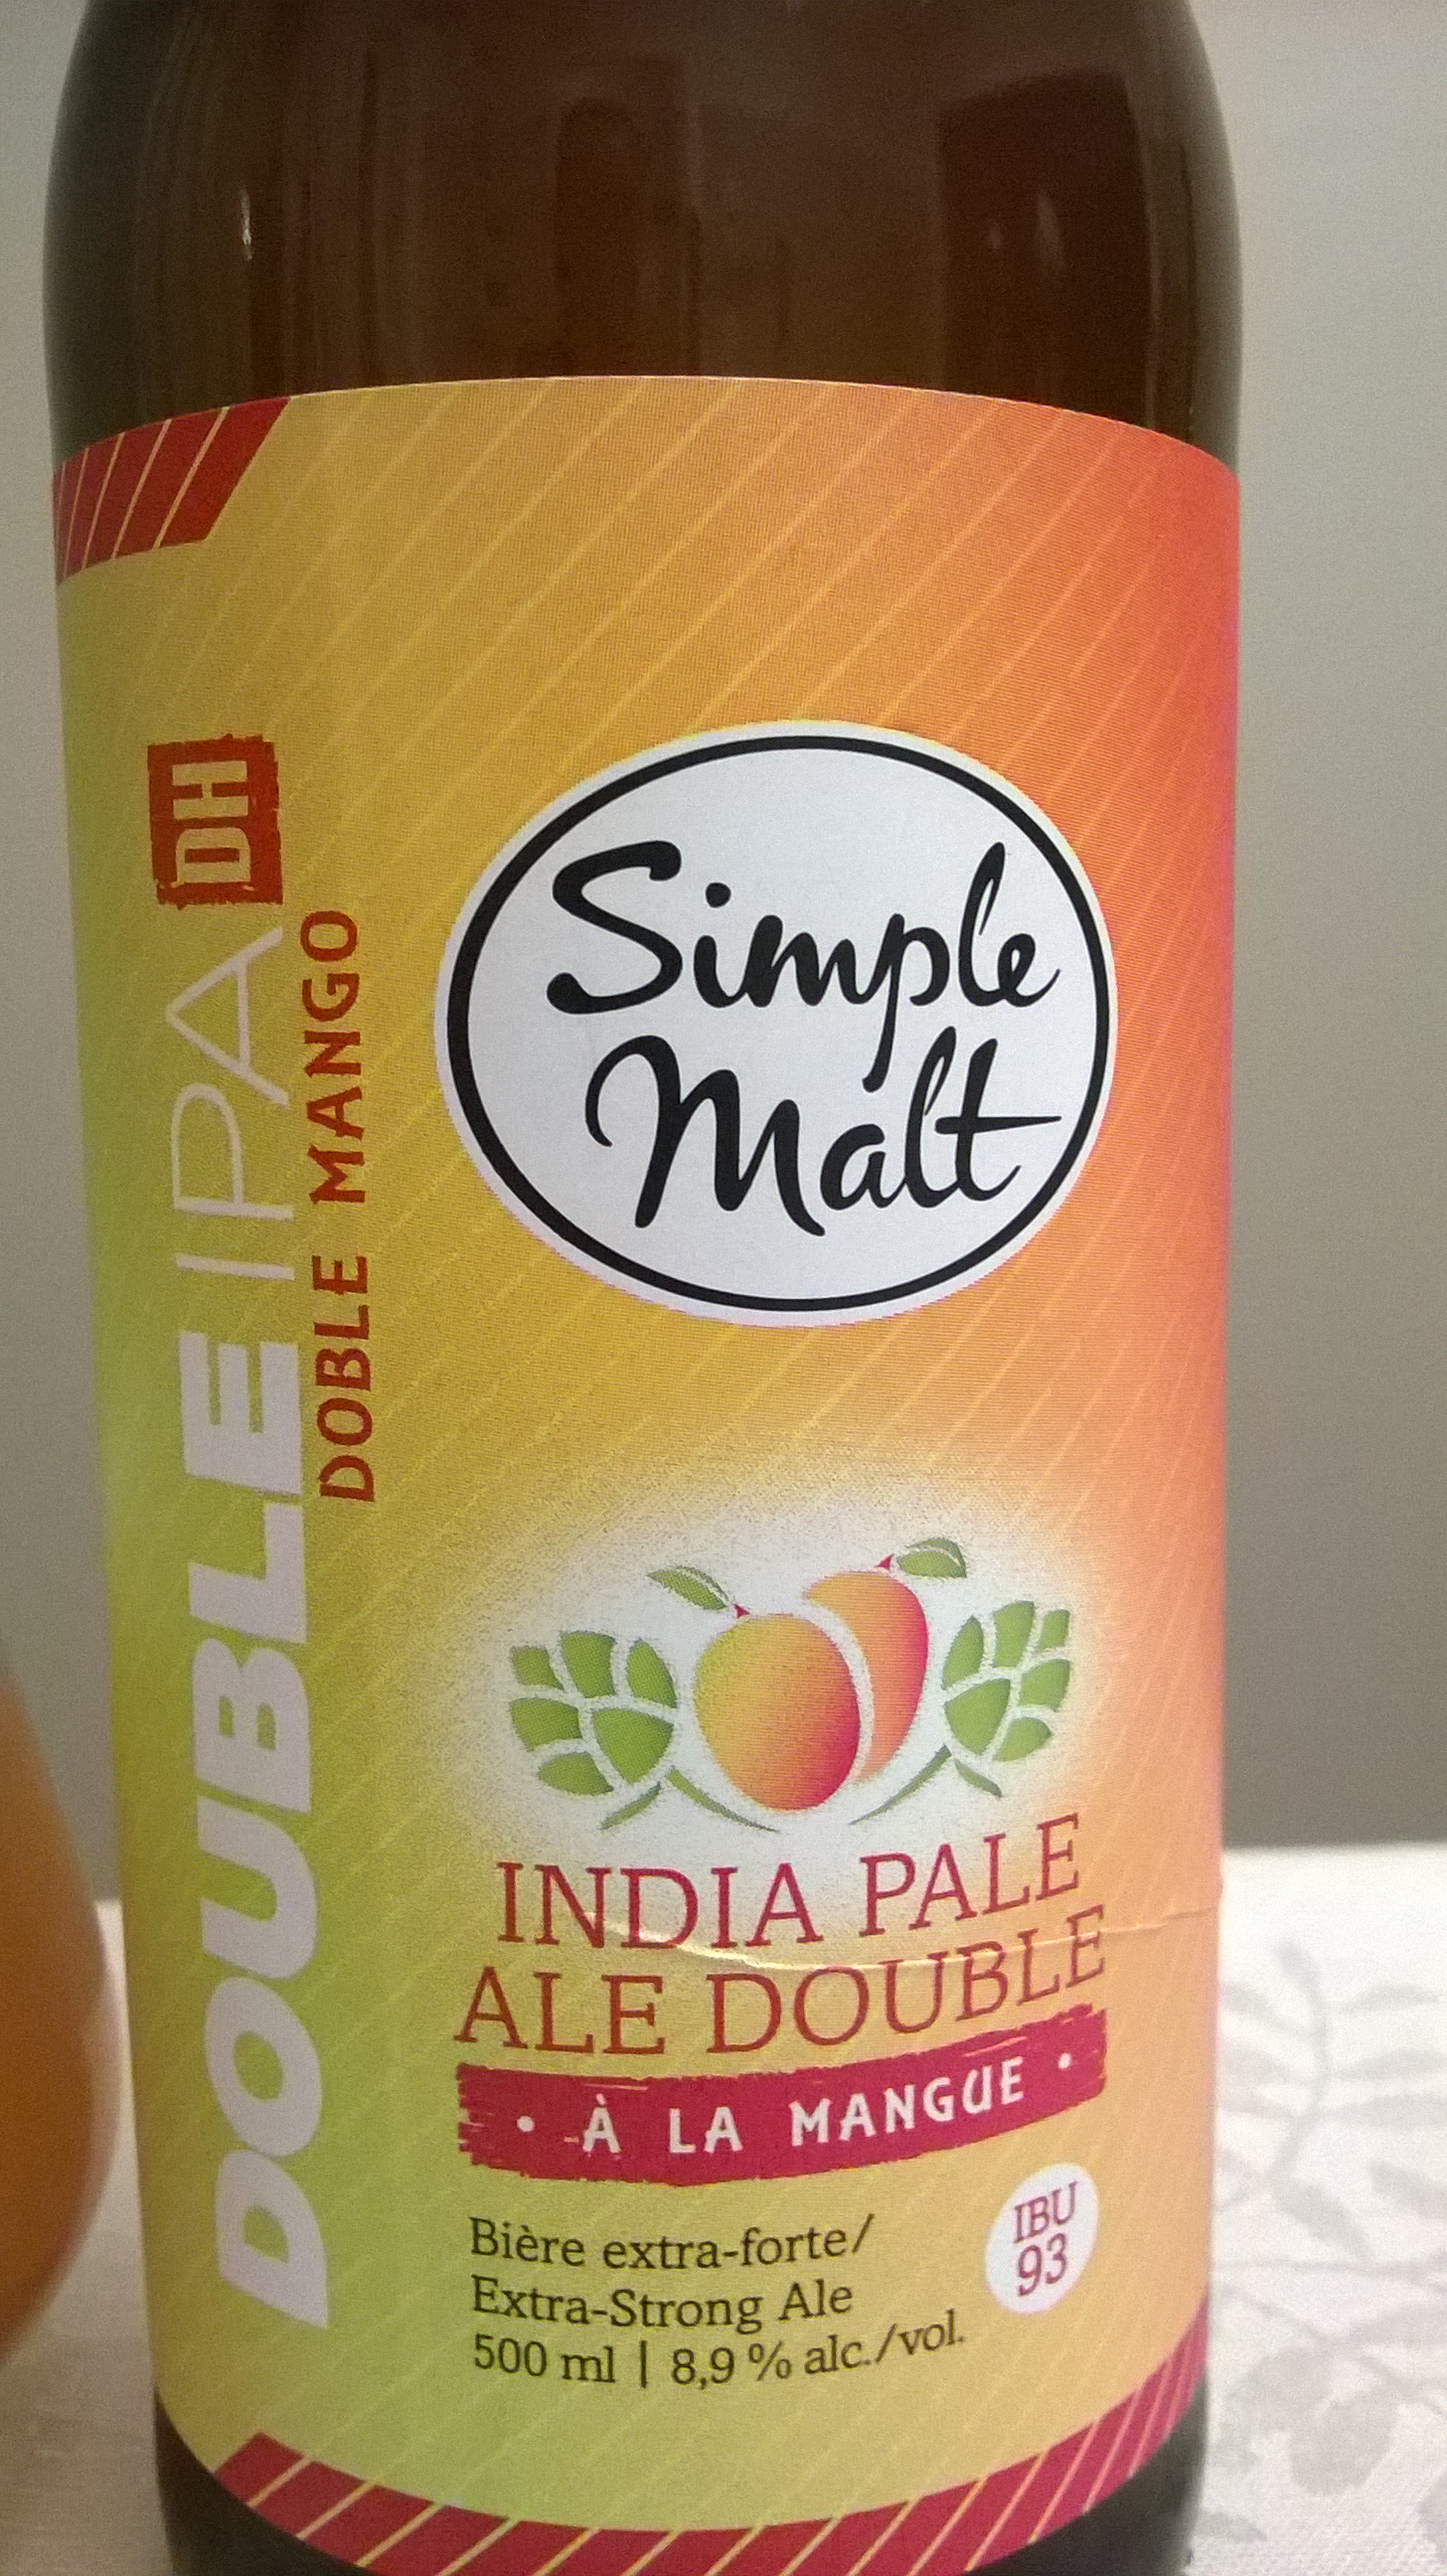 DOUBLE IPA DH
DOBLE MANGO
Simple
Malt
INDIA PALE
ALE DOUBLE
• À LA MANGUE •
Bière extra-forte/
Extra-Strong Ale
500 ml | 8,9 % alc./vol.
IBU
93